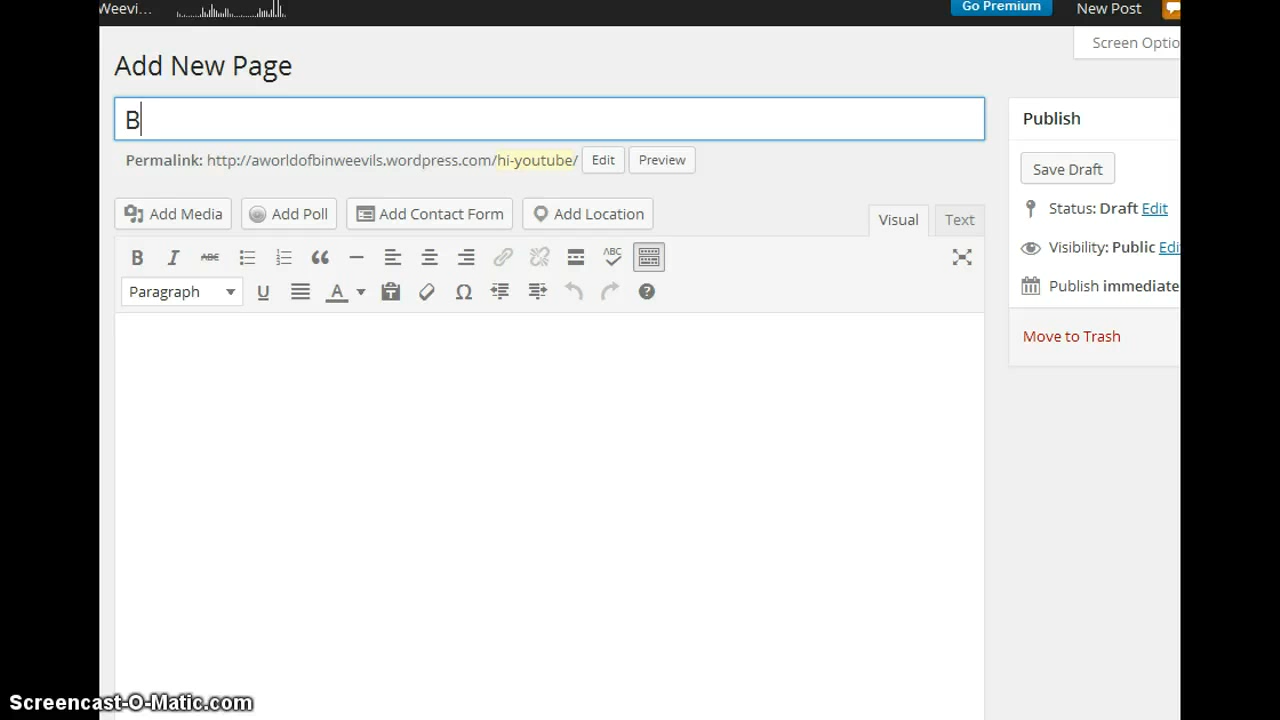 Weevi... Go Premium New Post
Screen Optio
Add New Page
B
Publish
Permalink: http://aworldofbinweevils.wordpress.com/hi-youtube/ Edit Preview
Save Draft
Add Media Add Poll Add Contact Form Add Location
Visual Text
Status: Draft Edit
B I ABC ABC
Visibility: Public Edi
Paragraph U A Ω ?
Publish immediate
Move to Trash
Screencast-O-Matic.com